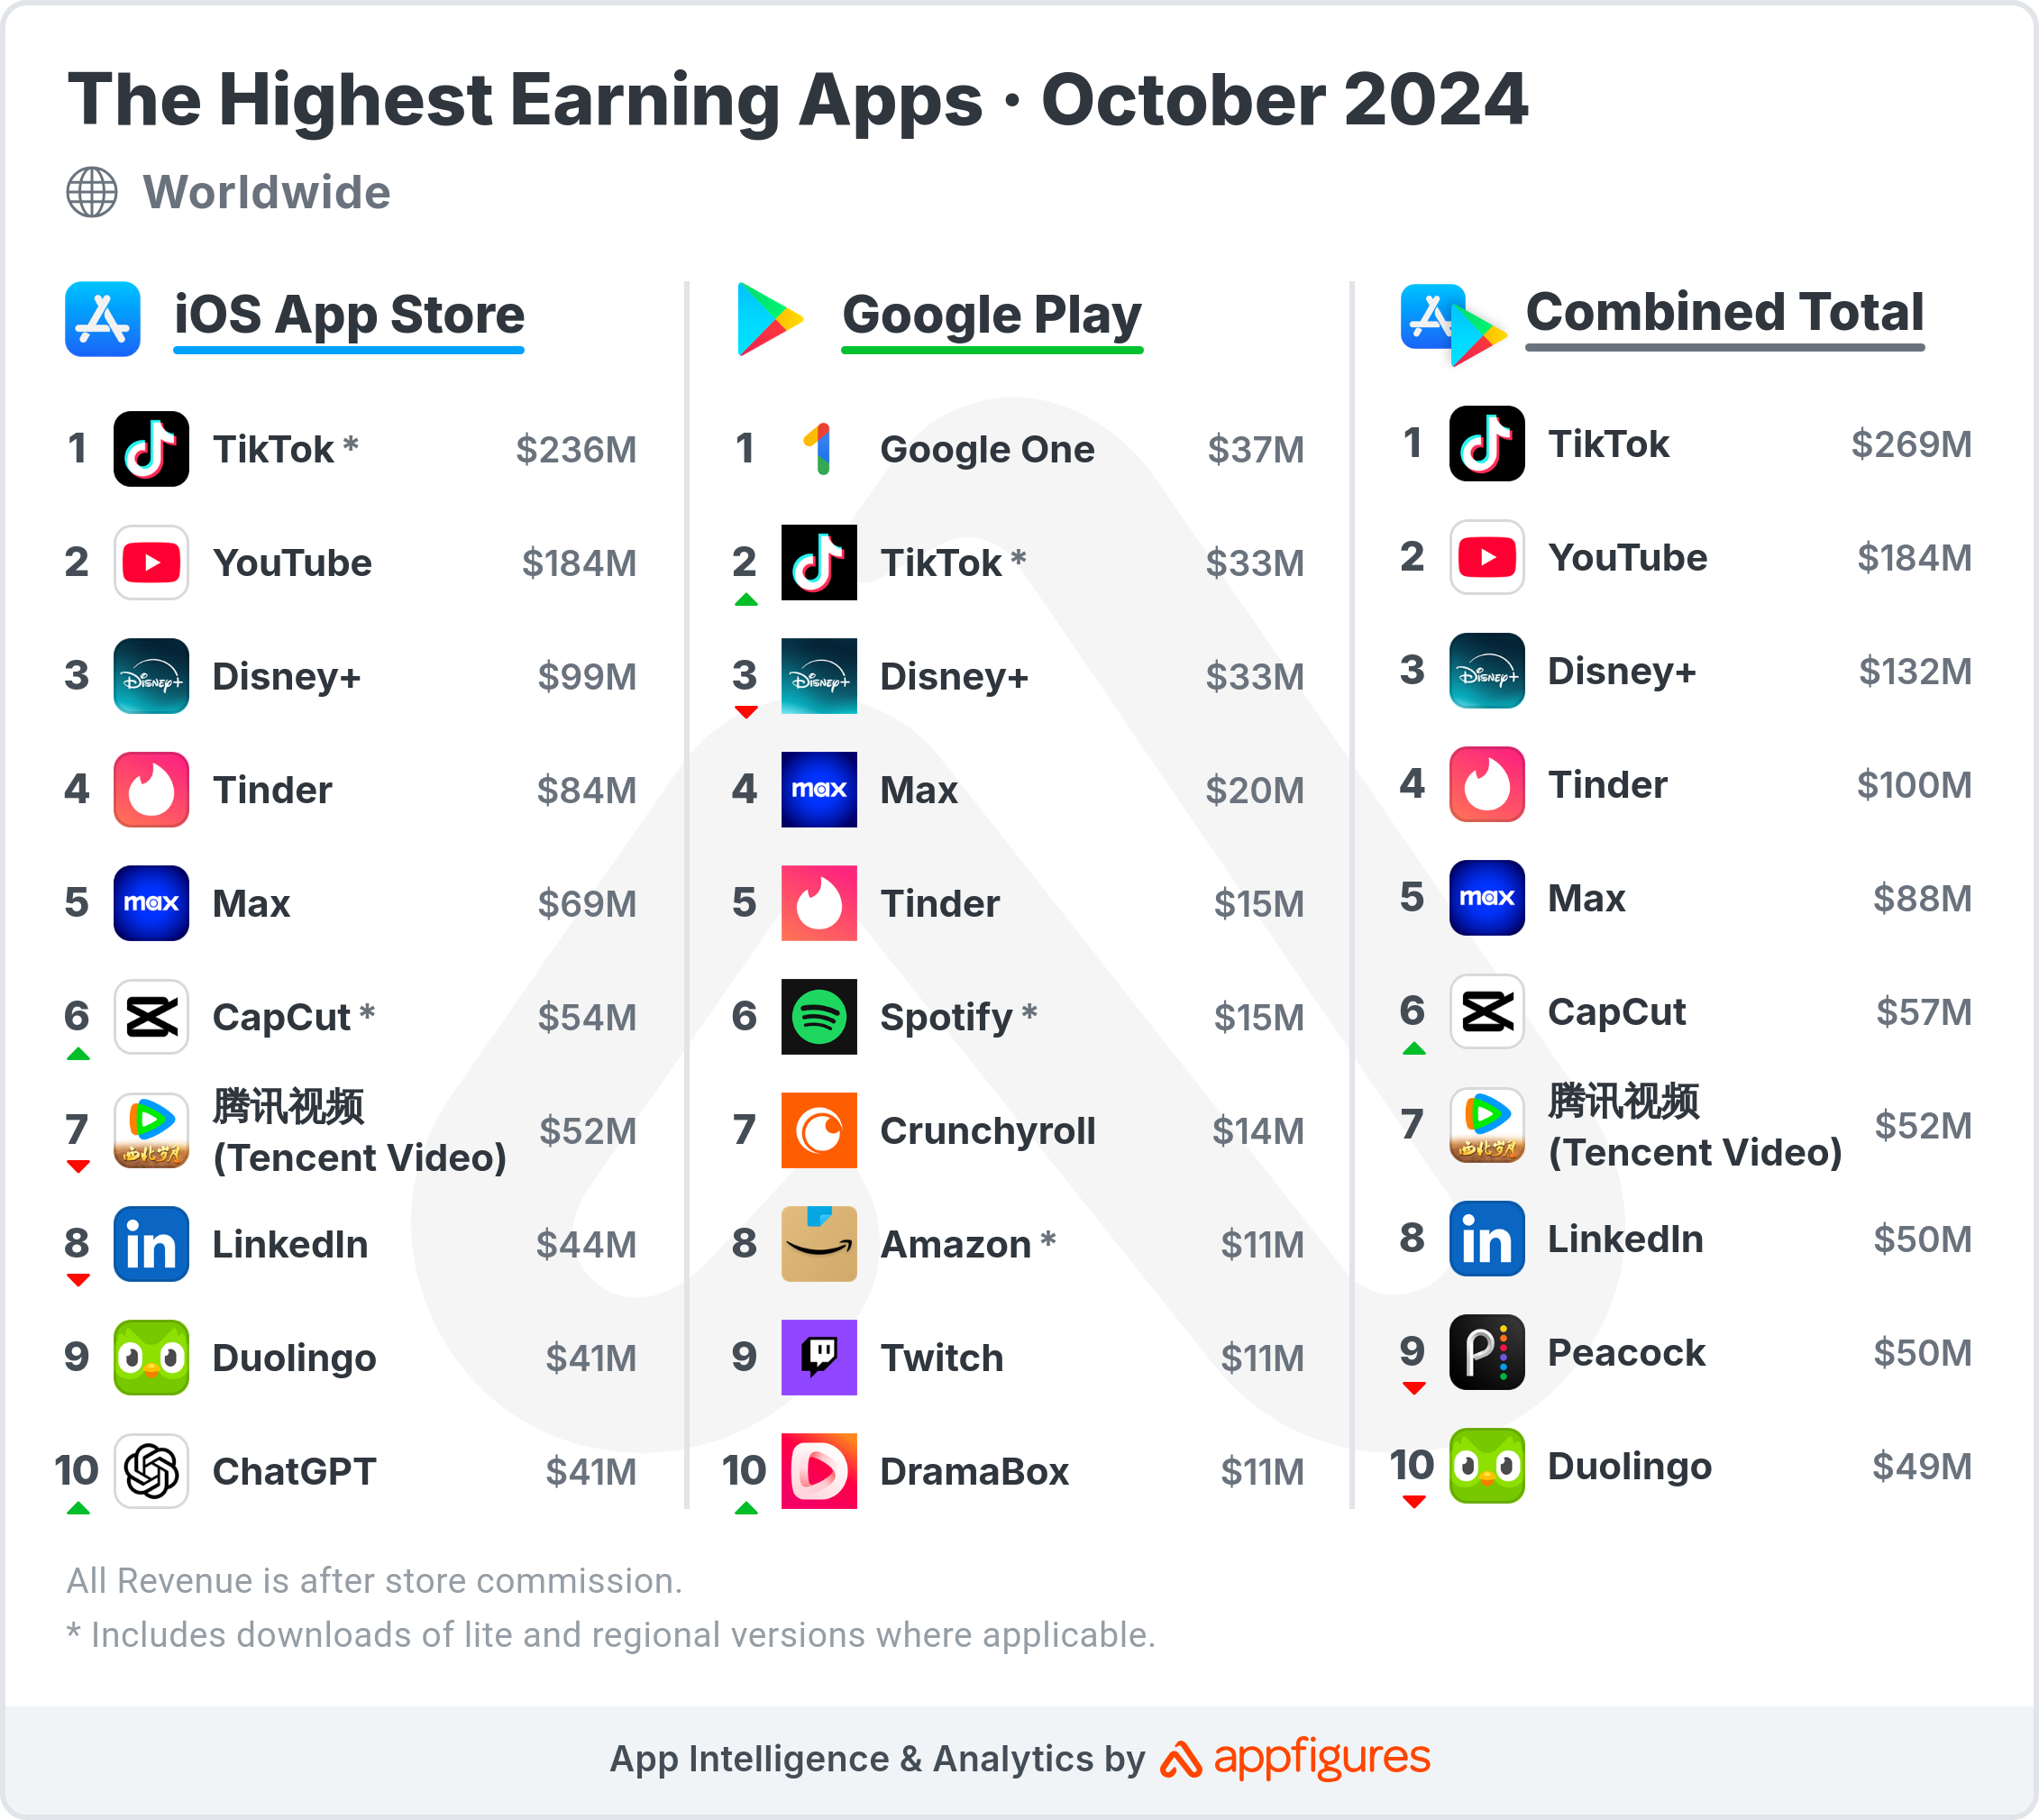 The Highest Earning Apps · October 2024
Worldwide
iOS App Store
1 TikTok * $236M
2 YouTube $184M
3 Disney+ $99M
4 Tinder $84M
5 max Max $69M
6 CapCut * $54M
7 腾讯视频
(Tencent Video) $52M
8 in LinkedIn $44M
9 Duolingo $41M
10 ChatGPT $41M
Google Play
1 Google One $37M
2 TikTok * $33M
3 Disney+ Disney+ $33M
4 max Max $20M
5 Tinder $15M
6 Spotify * $15M
7 Crunchyroll $14M
8 Amazon * $11M
9 Twitch $11M
10 DramaBox $11M
Combined Total
1 TikTok $269M
2 YouTube $184M
3 Disney+ Disney+ $132M
4 Tinder $100M
5 max Max $88M
6 CapCut $57M
7 腾讯视频
(Tencent Video) $52M
8 in LinkedIn $50M
9 Peacock $50M
10 Duolingo $49M
All Revenue is after store commission.
* Includes downloads of lite and regional versions where applicable.
App Intelligence & Analytics by appfigures